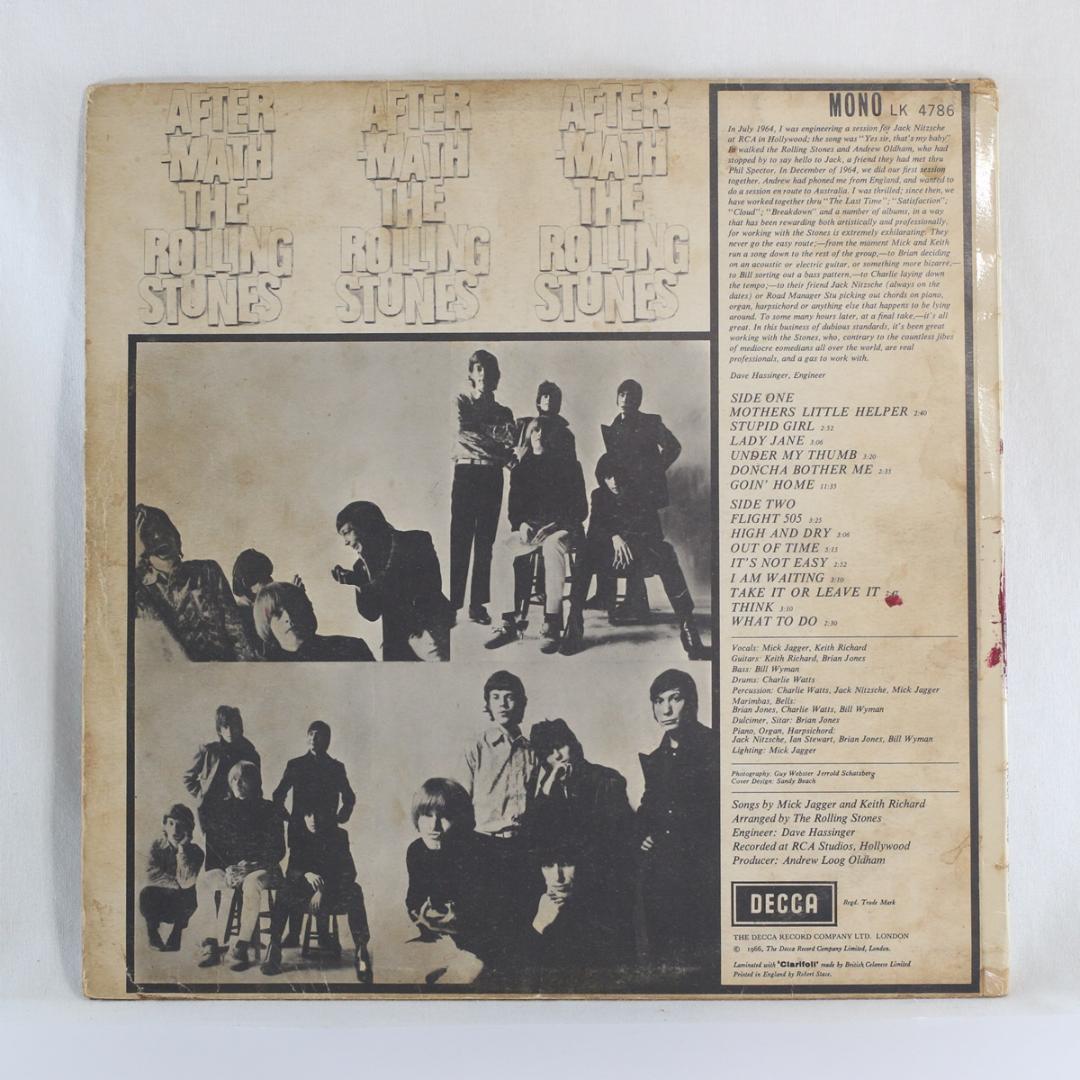 AFTER
-MATH
THE
ROLLING
STONES
AFTER
-MATH
THE
ROLLING
STONES
AFTER
-MATH
THE
ROLLING
STONES
MONO LK 4786
In July 1964, I was engineering a session for Jack Nitzsche
at RCA in Hollywood; the song was "Yes sir, that's my baby"
In walked the Rolling Stones and Andrew Oldham, who had
stopped by to say hello to Jack, a friend they had met thru
Phil Spector. In December of 1964, we did our first session
together. Andrew had phoned me from England, and wanted to
do a session en route to Australia. I was thrilled; since then, we
have worked together thru "The Last Time"; "Satisfaction";
"Cloud"; "Breakdown" and a number of albums, in a way
that has been rewarding both artistically and professionally,
for working with the Stones is extremely exhilarating. They
never go the easy route;—from the moment Mick and Keith
run a song down to the rest of the group,—to Brian deciding
on an acoustic or electric guitar, or something more bizarre,—
to Bill sorting out a bass pattern,—to Charlie laying down
the tempo;—to their friend Jack Nitzsche (always on the
dates) or Road Manager Stu picking out chords on piano,
organ, harpsichord or anything else that happens to be lying
around. To some many hours later, at a final take,—it's all
great. In this business of dubious standards, it's been great
working with the Stones, who, contrary to the countless jibes
of mediocre comedians all over the world, are real
professionals, and a gas to work with.
Dave Hassinger, Engineer
SIDE ONE
MOTHERS LITTLE HELPER 2:40
STUPID GIRL 2:52
LADY JANE 3:06
UNDER MY THUMB 3:20
DONCHA BOTHER ME 2:35
GOIN' HOME 11:35
SIDE TWO
FLIGHT 505 3:25
HIGH AND DRY 3:06
OUT OF TIME 5:15
IT'S NOT EASY 2:52
I AM WAITING 3:10
TAKE IT OR LEAVE IT
THINK 3:10
WHAT TO DO 2:30
Vocals: Mick Jagger, Keith Richard
Guitars: Keith Richard, Brian Jones
Bass: Bill Wyman
Drums: Charlie Watts
Percussion: Charlie Watts, Jack Nitzsche, Mick Jagger
Marimbas, Bells:
Brian Jones, Charlie Watts, Bill Wyman
Dulcimer, Sitar: Brian Jones
Piano, Organ, Harpsichord:
Jack Nitzsche, Ian Stewart, Brian Jones, Bill Wyman
Lighting: Mick Jagger
Photography: Guy Webster Jerrold Schatzberg
Cover Design: Sandy Beach
Songs by Mick Jagger and Keith Richard
Arranged by The Rolling Stones
Engineer: Dave Hassinger
Recorded at RCA Studios, Hollywood
Producer: Andrew Loog Oldham
DECCA Regd. Trade Mark
THE DECCA RECORD COMPANY LTD. LONDON
© 1966, The Decca Record Company Limited, London.
Laminated with 'Clarifoil' made by British Celanese Limited
Printed in England by Robert Stace.